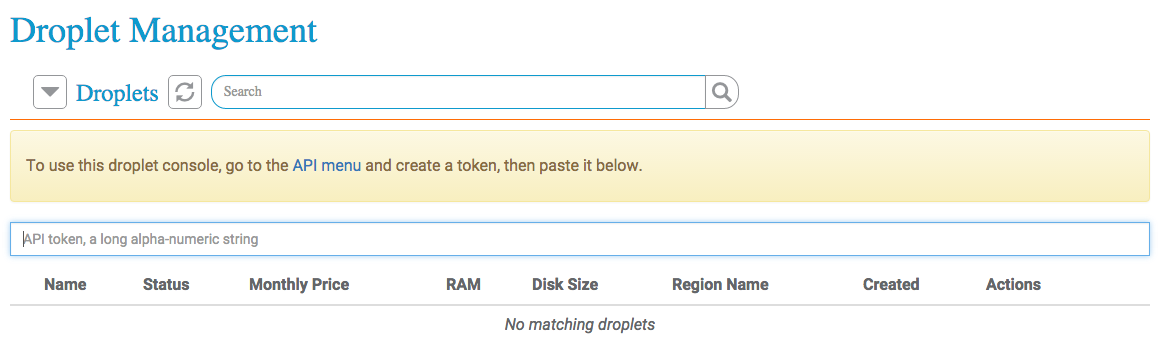 Droplet Management
Droplets Search
To use this droplet console, go to the API menu and create a token, then paste it below.
API token, a long alpha-numeric string
Name Status Monthly Price RAM Disk Size Region Name Created Actions
No matching droplets